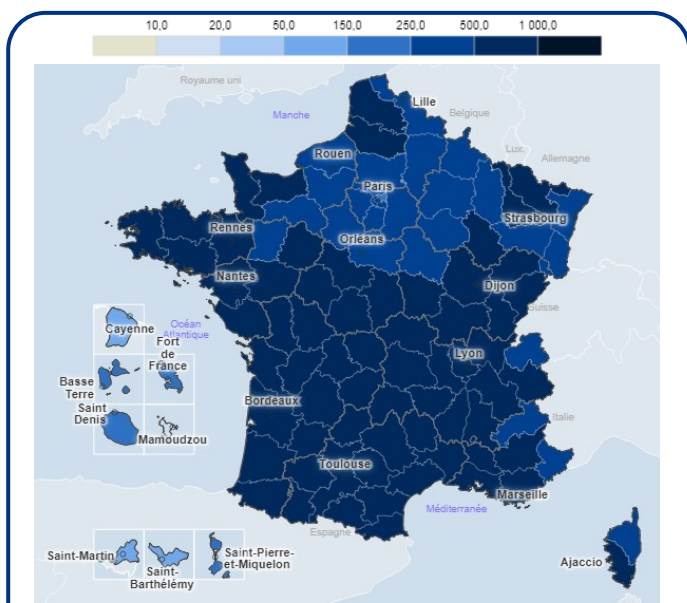 10,0 20,0 50,0 150,0 250,0 500,0 1 000,0
Royaume uni
Lille
Manche
Belgique
Rouen
Lux.
Allemagne
Paris
Strasbourg
Rennes
Orléans
Nantes
Dijon
Suisse
Cayenne
Océan
Atlantique
Fort
de
France
Lyon
Basse
Terre
Bordeaux
Saint
Denis
Italie
Mamoudzou
Toulouse
Marseille
Méditerranée
Espagne
Saint-Martin
Saint-
Barthélémy
Saint-Pierre-
et-Miquelon
Ajaccio